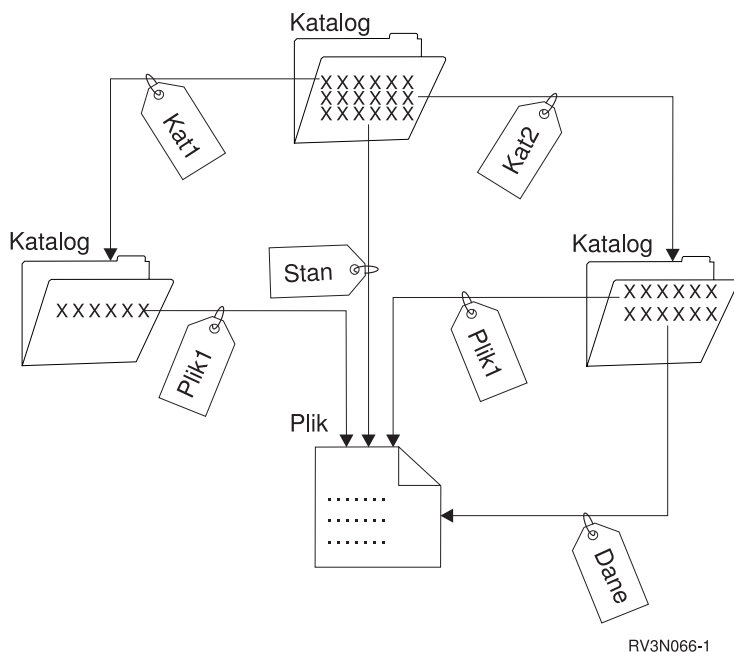 Katalog
XXXXXX
XXXXXX
XXXXXX
Kat1
Kat2
Katalog
XXXXXX
Plik1
Stan
Katalog
XXXXXX
XXXXXX
Plik1
Plik
Dane
RV3N066-1